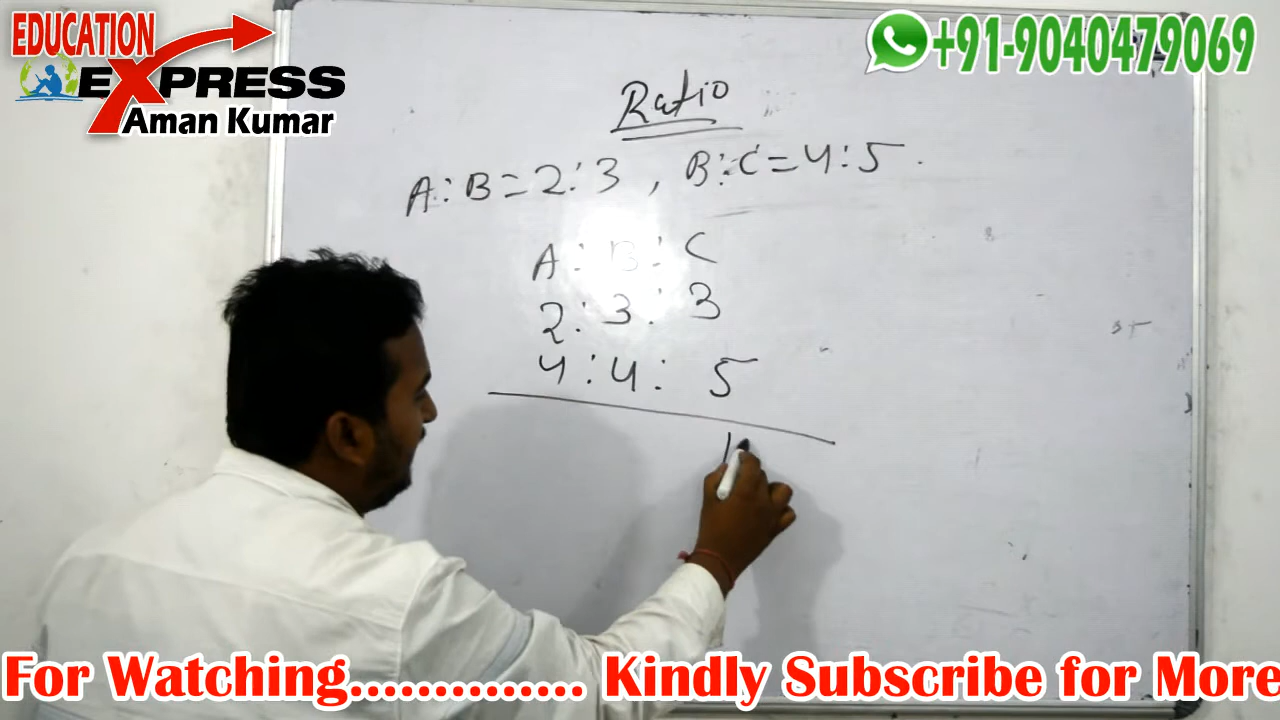 EDUCATION
EXPRESS
Aman Kumar
+91-9040479069
Ratio
A:B=2:3, B:C=4:5.
A:B:C
2:3:3
4:4:5
1
For Watching.............. Kindly Subscribe for More